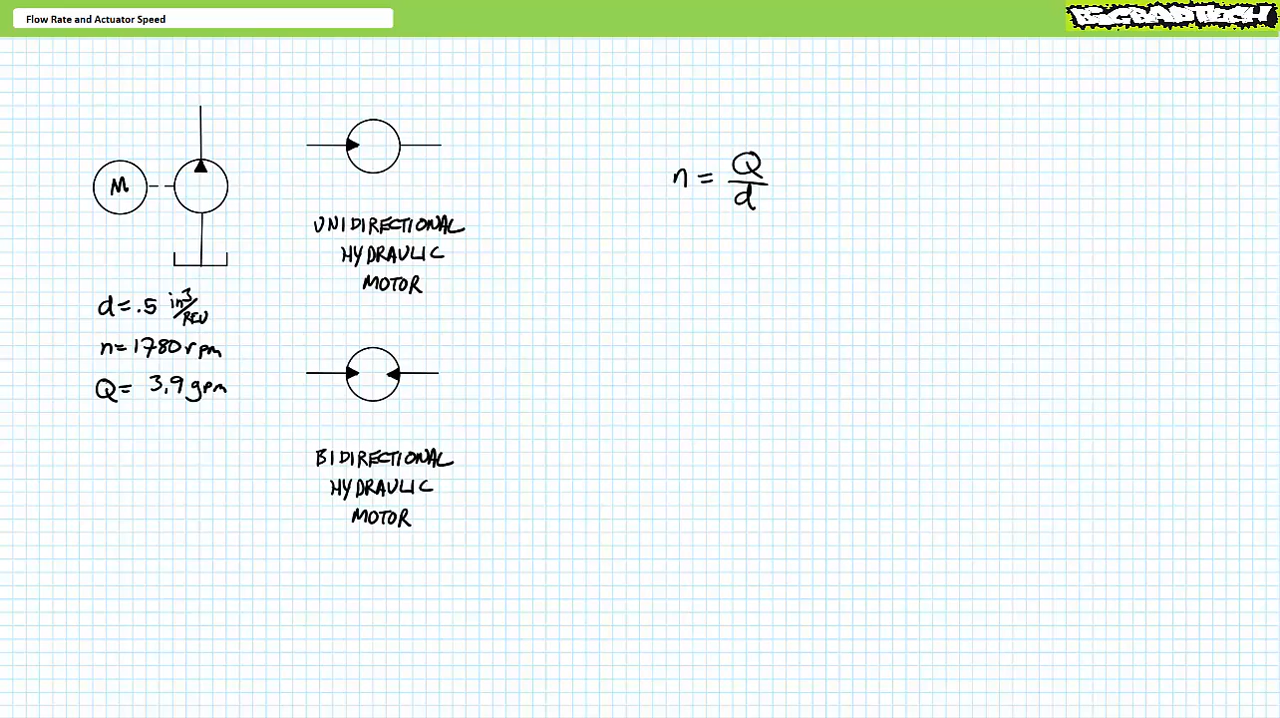 Flow Rate and Actuator Speed
BIGBADTECH
M
d = .5 in³/REV
n = 1780 rpm
Q = 3.9 gpm
UNIDIRECTIONAL
HYDRAULIC
MOTOR
BIDIRECTIONAL
HYDRAULIC
MOTOR
n = Q/d